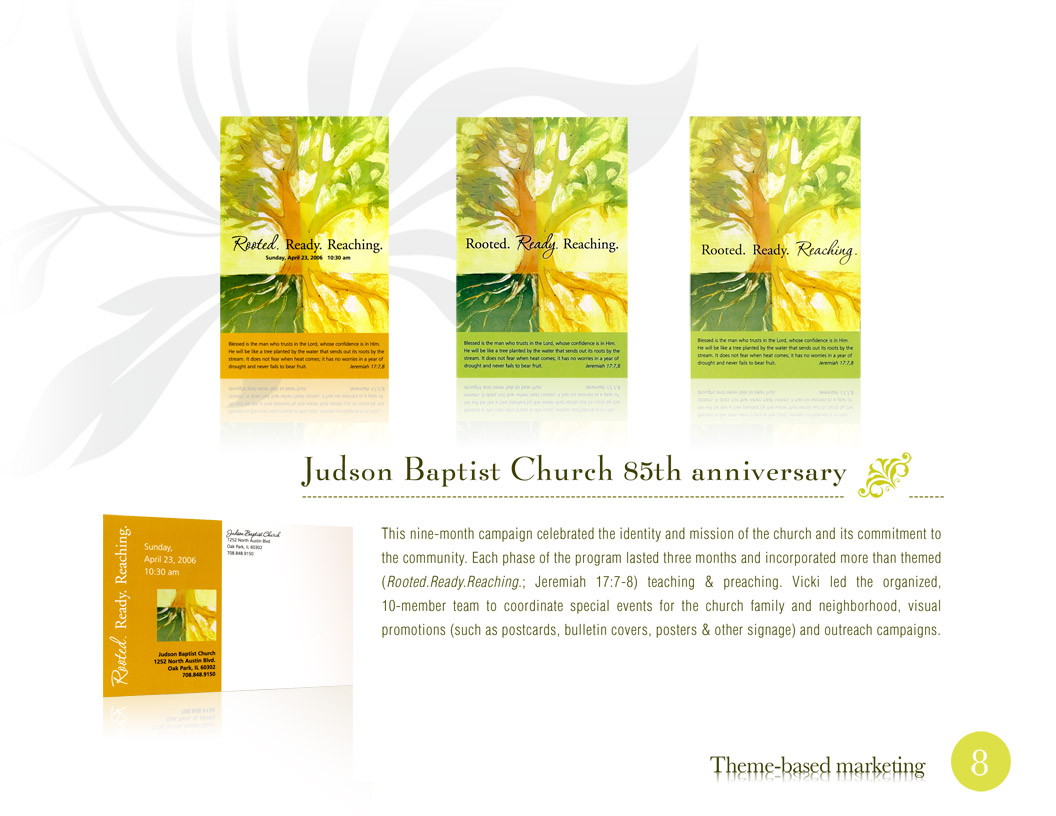 Rooted. Ready. Reaching.
Sunday, April 23, 2006 10:30 am
Blessed is the man who trusts in the Lord, whose confidence is in Him.
He will be like a tree planted by the water that sends out its roots by the
stream. It does not fear when heat comes; it has no worries in a year of
drought and never fails to bear fruit. Jeremiah 17:7,8
Rooted. Ready. Reaching.
Blessed is the man who trusts in the Lord, whose confidence is in Him.
He will be like a tree planted by the water that sends out its roots by the
stream. It does not fear when heat comes; it has no worries in a year of
drought and never fails to bear fruit. Jeremiah 17:7,8
Rooted. Ready. Reaching.
Blessed is the man who trusts in the Lord, whose confidence is in Him.
He will be like a tree planted by the water that sends out its roots by the
stream. It does not fear when heat comes; it has no worries in a year of
drought and never fails to bear fruit. Jeremiah 17:7,8
Judson Baptist Church 85th anniversary
Rooted. Ready. Reaching.
Sunday,
April 23, 2006
10:30 am
Judson Baptist Church
1252 North Austin Blvd.
Oak Park, IL 60302
708.848.9150
Judson Baptist Church
1252 North Austin Blvd.
Oak Park, IL 60302
708.848.9150
This nine-month campaign celebrated the identity and mission of the church and its commitment to
the community. Each phase of the program lasted three months and incorporated more than themed
(Rooted.Ready.Reaching.; Jeremiah 17:7-8) teaching & preaching. Vicki led the organized,
10-member team to coordinate special events for the church family and neighborhood, visual
promotions (such as postcards, bulletin covers, posters & other signage) and outreach campaigns.
Theme-based marketing
8